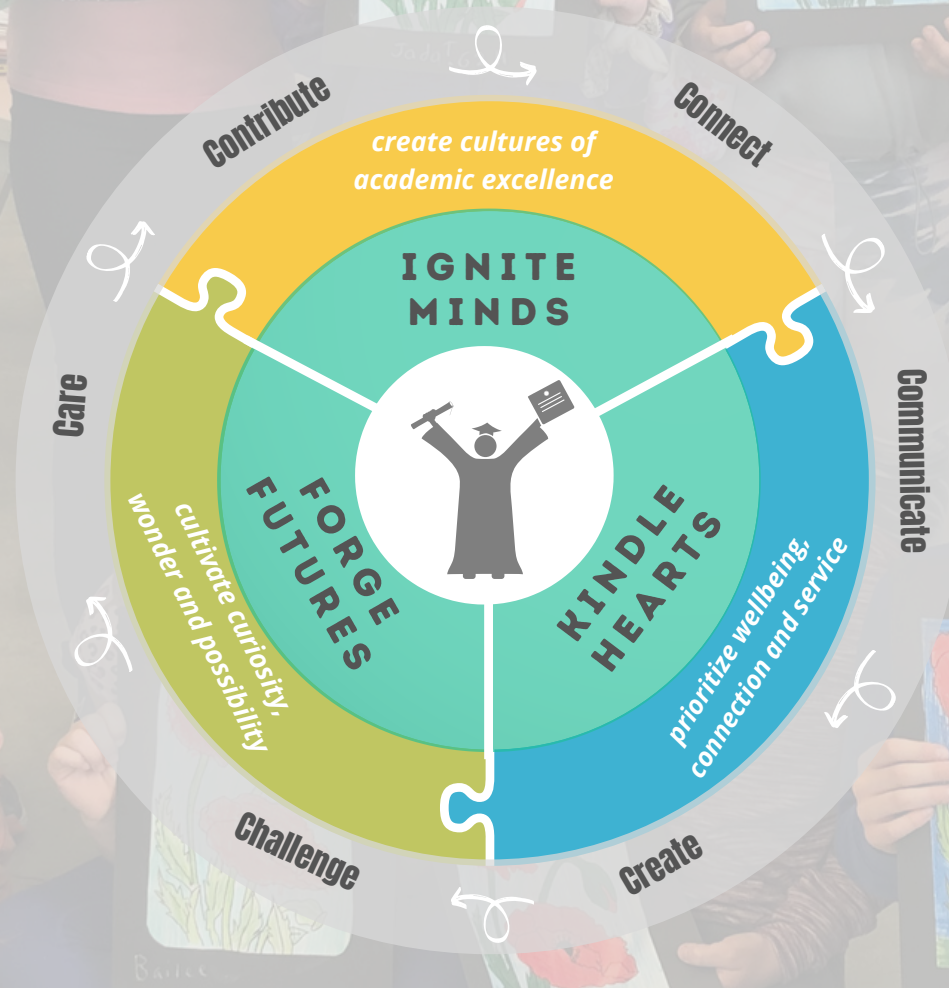 Contribute
Connect
Communicate
Create
Challenge
Care
create cultures of
academic excellence
IGNITE
MINDS
KINDLE
HEARTS
prioritize wellbeing,
connection and service
FORGE
FUTURES
cultivate curiosity,
wonder and possibility
Bailee